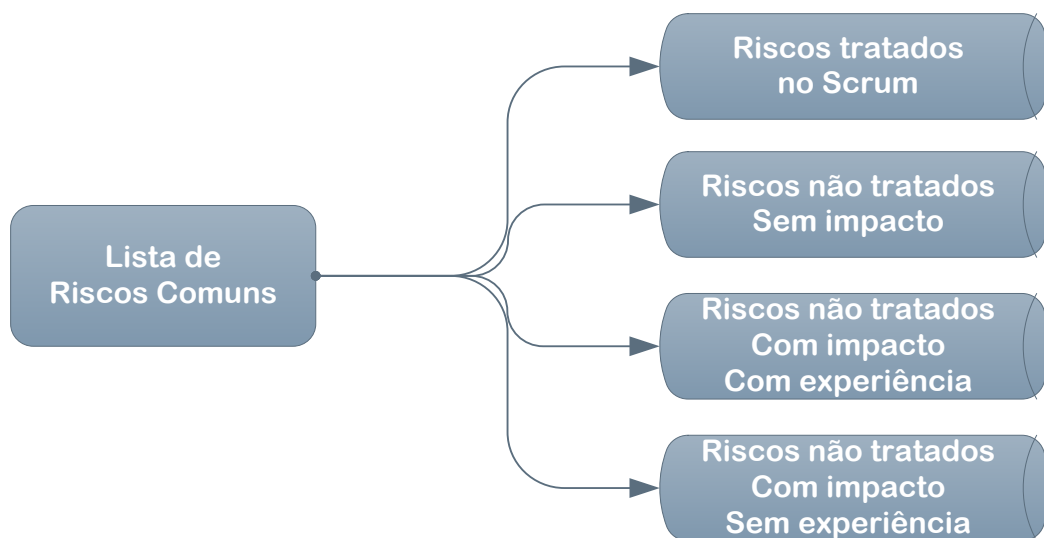 Lista de
Riscos Comuns
Riscos tratados
no Scrum
Riscos não tratados
Sem impacto
Riscos não tratados
Com impacto
Com experiência
Riscos não tratados
Com impacto
Sem experiência